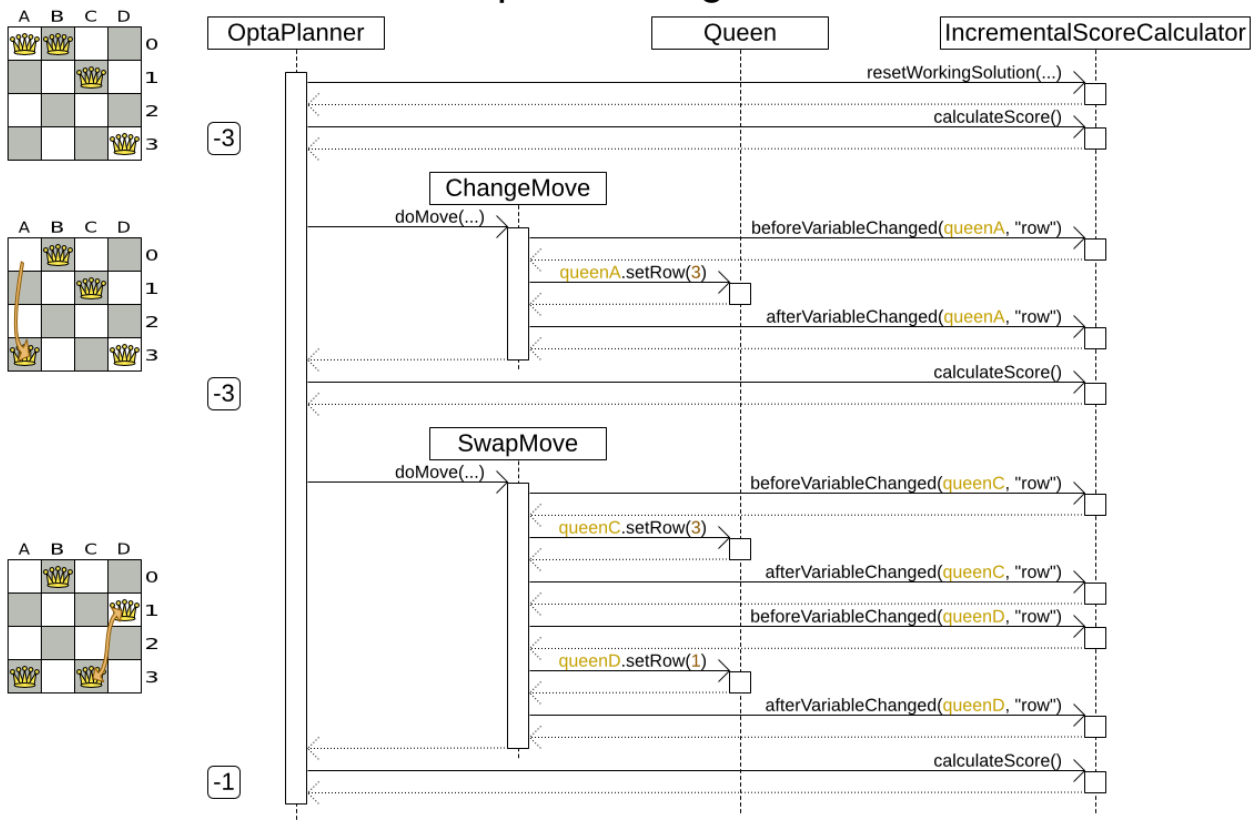 A B C D
OptaPlanner Queen IncrementalScoreCalculator
0
resetWorkingSolution(...)
1
2
calculateScore()
-3
3
ChangeMove
doMove(...)
A B C D
beforeVariableChanged(queenA, "row")
0
queenA.setRow(3)
1
afterVariableChanged(queenA, "row")
2
3
calculateScore()
-3
SwapMove
doMove(...)
beforeVariableChanged(queenC, "row")
queenC.setRow(3)
A B C D
afterVariableChanged(queenC, "row")
0
beforeVariableChanged(queenD, "row")
1
queenD.setRow(1)
2
3
afterVariableChanged(queenD, "row")
calculateScore()
-1